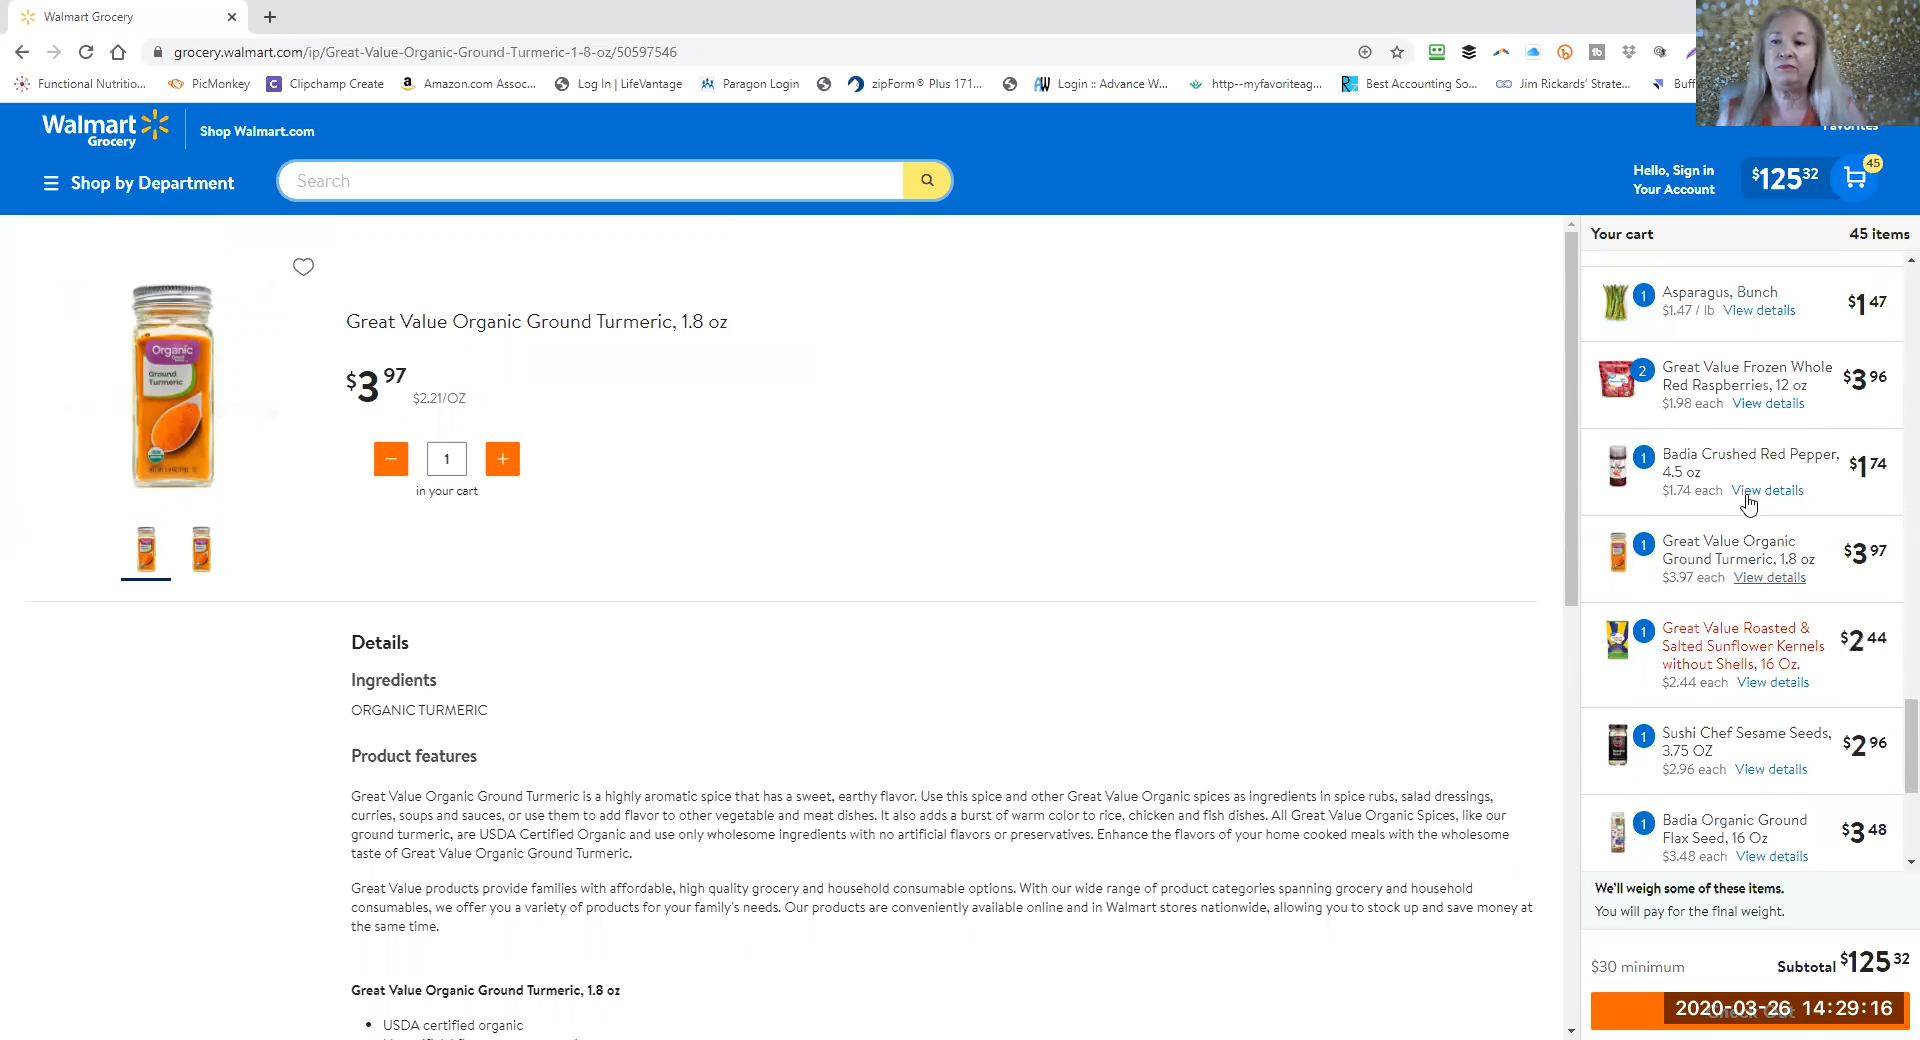 Walmart Grocery
grocery.walmart.com/ip/Great-Value-Organic-Ground-Turmeric-1-8-oz/50597546
Functional Nutritio... PicMonkey Clipchamp Create Amazon.com Assoc... Log In | LifeVantage Paragon Login zipForm® Plus 171... Login :: Advance W... http--myfavoriteag... Best Accounting So... Jim Rickards' Strate... Buff
Walmart
Grocery
Shop Walmart.com
Favorites
Shop by Department
Search
Hello, Sign in
Your Account
$125 32
45
Your cart 45 items
Great Value Organic Ground Turmeric, 1.8 oz
$3 97
$2.21/OZ
− 1 +
in your cart
Organic
Ground
Turmeric
Details
Ingredients
ORGANIC TURMERIC
Product features
Great Value Organic Ground Turmeric is a highly aromatic spice that has a sweet, earthy flavor. Use this spice and other Great Value Organic spices as ingredients in spice rubs, salad dressings,
curries, soups and sauces, or use them to add flavor to other vegetable and meat dishes. It also adds a burst of warm color to rice, chicken and fish dishes. All Great Value Organic Spices, like our
ground turmeric, are USDA Certified Organic and use only wholesome ingredients with no artificial flavors or preservatives. Enhance the flavors of your home cooked meals with the wholesome
taste of Great Value Organic Ground Turmeric.
Great Value products provide families with affordable, high quality grocery and household consumable options. With our wide range of product categories spanning grocery and household
consumables, we offer you a variety of products for your family's needs. Our products are conveniently available online and in Walmart stores nationwide, allowing you to stock up and save money at
the same time.
Great Value Organic Ground Turmeric, 1.8 oz
• USDA certified organic
1 Asparagus, Bunch $1 47
$1.47 / lb View details
2 Great Value Frozen Whole
Red Raspberries, 12 oz $3 96
$1.98 each View details
1 Badia Crushed Red Pepper,
4.5 oz $1 74
$1.74 each View details
1 Great Value Organic
Ground Turmeric, 1.8 oz $3 97
$3.97 each View details
1 Great Value Roasted &
Salted Sunflower Kernels $2 44
without Shells, 16 Oz.
$2.44 each View details
1 Sushi Chef Sesame Seeds,
3.75 OZ $2 96
$2.96 each View details
1 Badia Organic Ground
Flax Seed, 16 Oz $3 48
$3.48 each View details
We'll weigh some of these items.
You will pay for the final weight.
$30 minimum Subtotal $125 32
2020-03-26 14:29:16